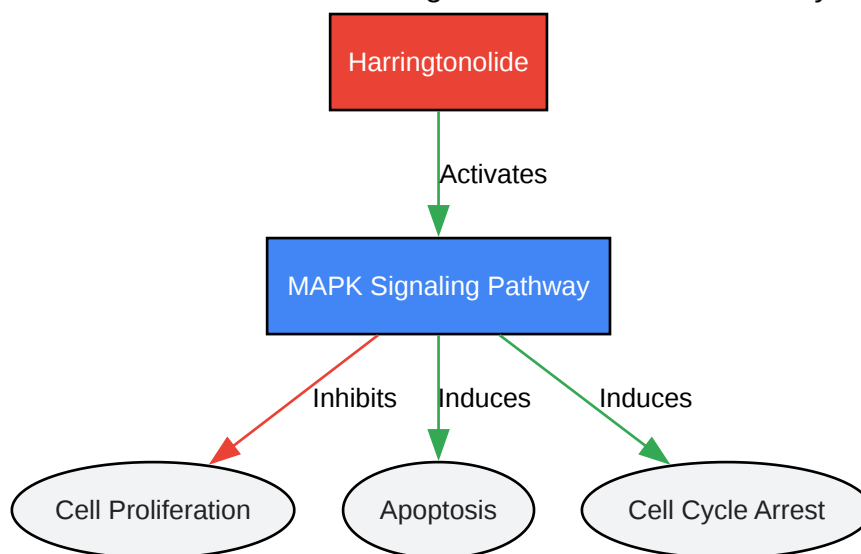 Harringtonolide
Activates
MAPK Signaling Pathway
Inhibits
Induces
Induces
Cell Proliferation
Apoptosis
Cell Cycle Arrest